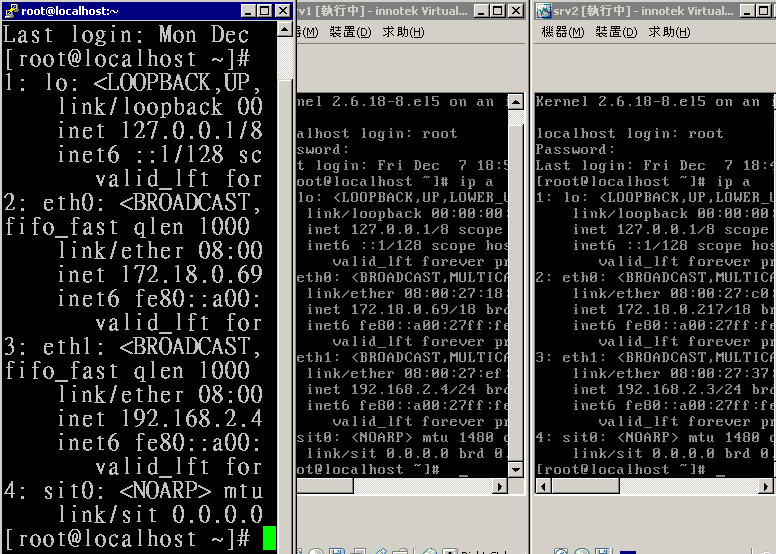 root@localhost:~
Last login: Mon Dec
[root@localhost ~]#
1: lo: <LOOPBACK,UP,
link/loopback 00
inet 127.0.0.1/8
inet6 ::1/128 sc
valid_lft for
2: eth0: <BROADCAST,
fifo_fast qlen 1000
link/ether 08:00
inet 172.18.0.69
inet6 fe80::a00:
valid_lft for
3: eth1: <BROADCAST,
fifo_fast qlen 1000
link/ether 08:00
inet 192.168.2.4
inet6 fe80::a00:
valid_lft for
4: sit0: <NOARP> mtu
link/sit 0.0.0.0
[root@localhost ~]#
v1 [執行中] - innotek Virtual...
(M) 裝置(D) 求助(H)
nel 2.6.18-8.el5 on an i
alhost login: root
sword:
t login: Fri Dec 7 18:5
oot@localhost ~]# ip a
lo: <LOOPBACK,UP,LOWER_U
link/loopback 00:00:00:
inet 127.0.0.1/8 scope
inet6 ::1/128 scope hos
valid_lft forever pr
eth0: <BROADCAST,MULTICA
link/ether 08:00:27:18:
inet 172.18.0.69/18 brd
inet6 fe80::a00:27ff:fe
valid_lft forever pr
eth1: <BROADCAST,MULTICA
link/ether 08:00:27:ef:
inet 192.168.2.4/24 brd
inet6 fe80::a00:27ff:fe
valid_lft forever pr
sit0: <NOARP> mtu 1480 q
link/sit 0.0.0.0 brd 0.
ot@localhost ~]# _
srv2 [執行中] - innotek Virtual...
機器(M) 裝置(D) 求助(H)
Kernel 2.6.18-8.el5 on an i
localhost login: root
Password:
Last login: Fri Dec 7 18:4
[root@localhost ~]# ip a
1: lo: <LOOPBACK,UP,LOWER_U
link/loopback 00:00:00:
inet 127.0.0.1/8 scope
inet6 ::1/128 scope hos
valid_lft forever pr
2: eth0: <BROADCAST,MULTICA
link/ether 08:00:27:c0:
inet 172.18.0.217/18 br
inet6 fe80::a00:27ff:fe
valid_lft forever pr
3: eth1: <BROADCAST,MULTICA
link/ether 08:00:27:37:
inet 192.168.2.3/24 brd
inet6 fe80::a00:27ff:fe
valid_lft forever pr
4: sit0: <NOARP> mtu 1480 q
link/sit 0.0.0.0 brd 0.
[root@localhost ~]# _